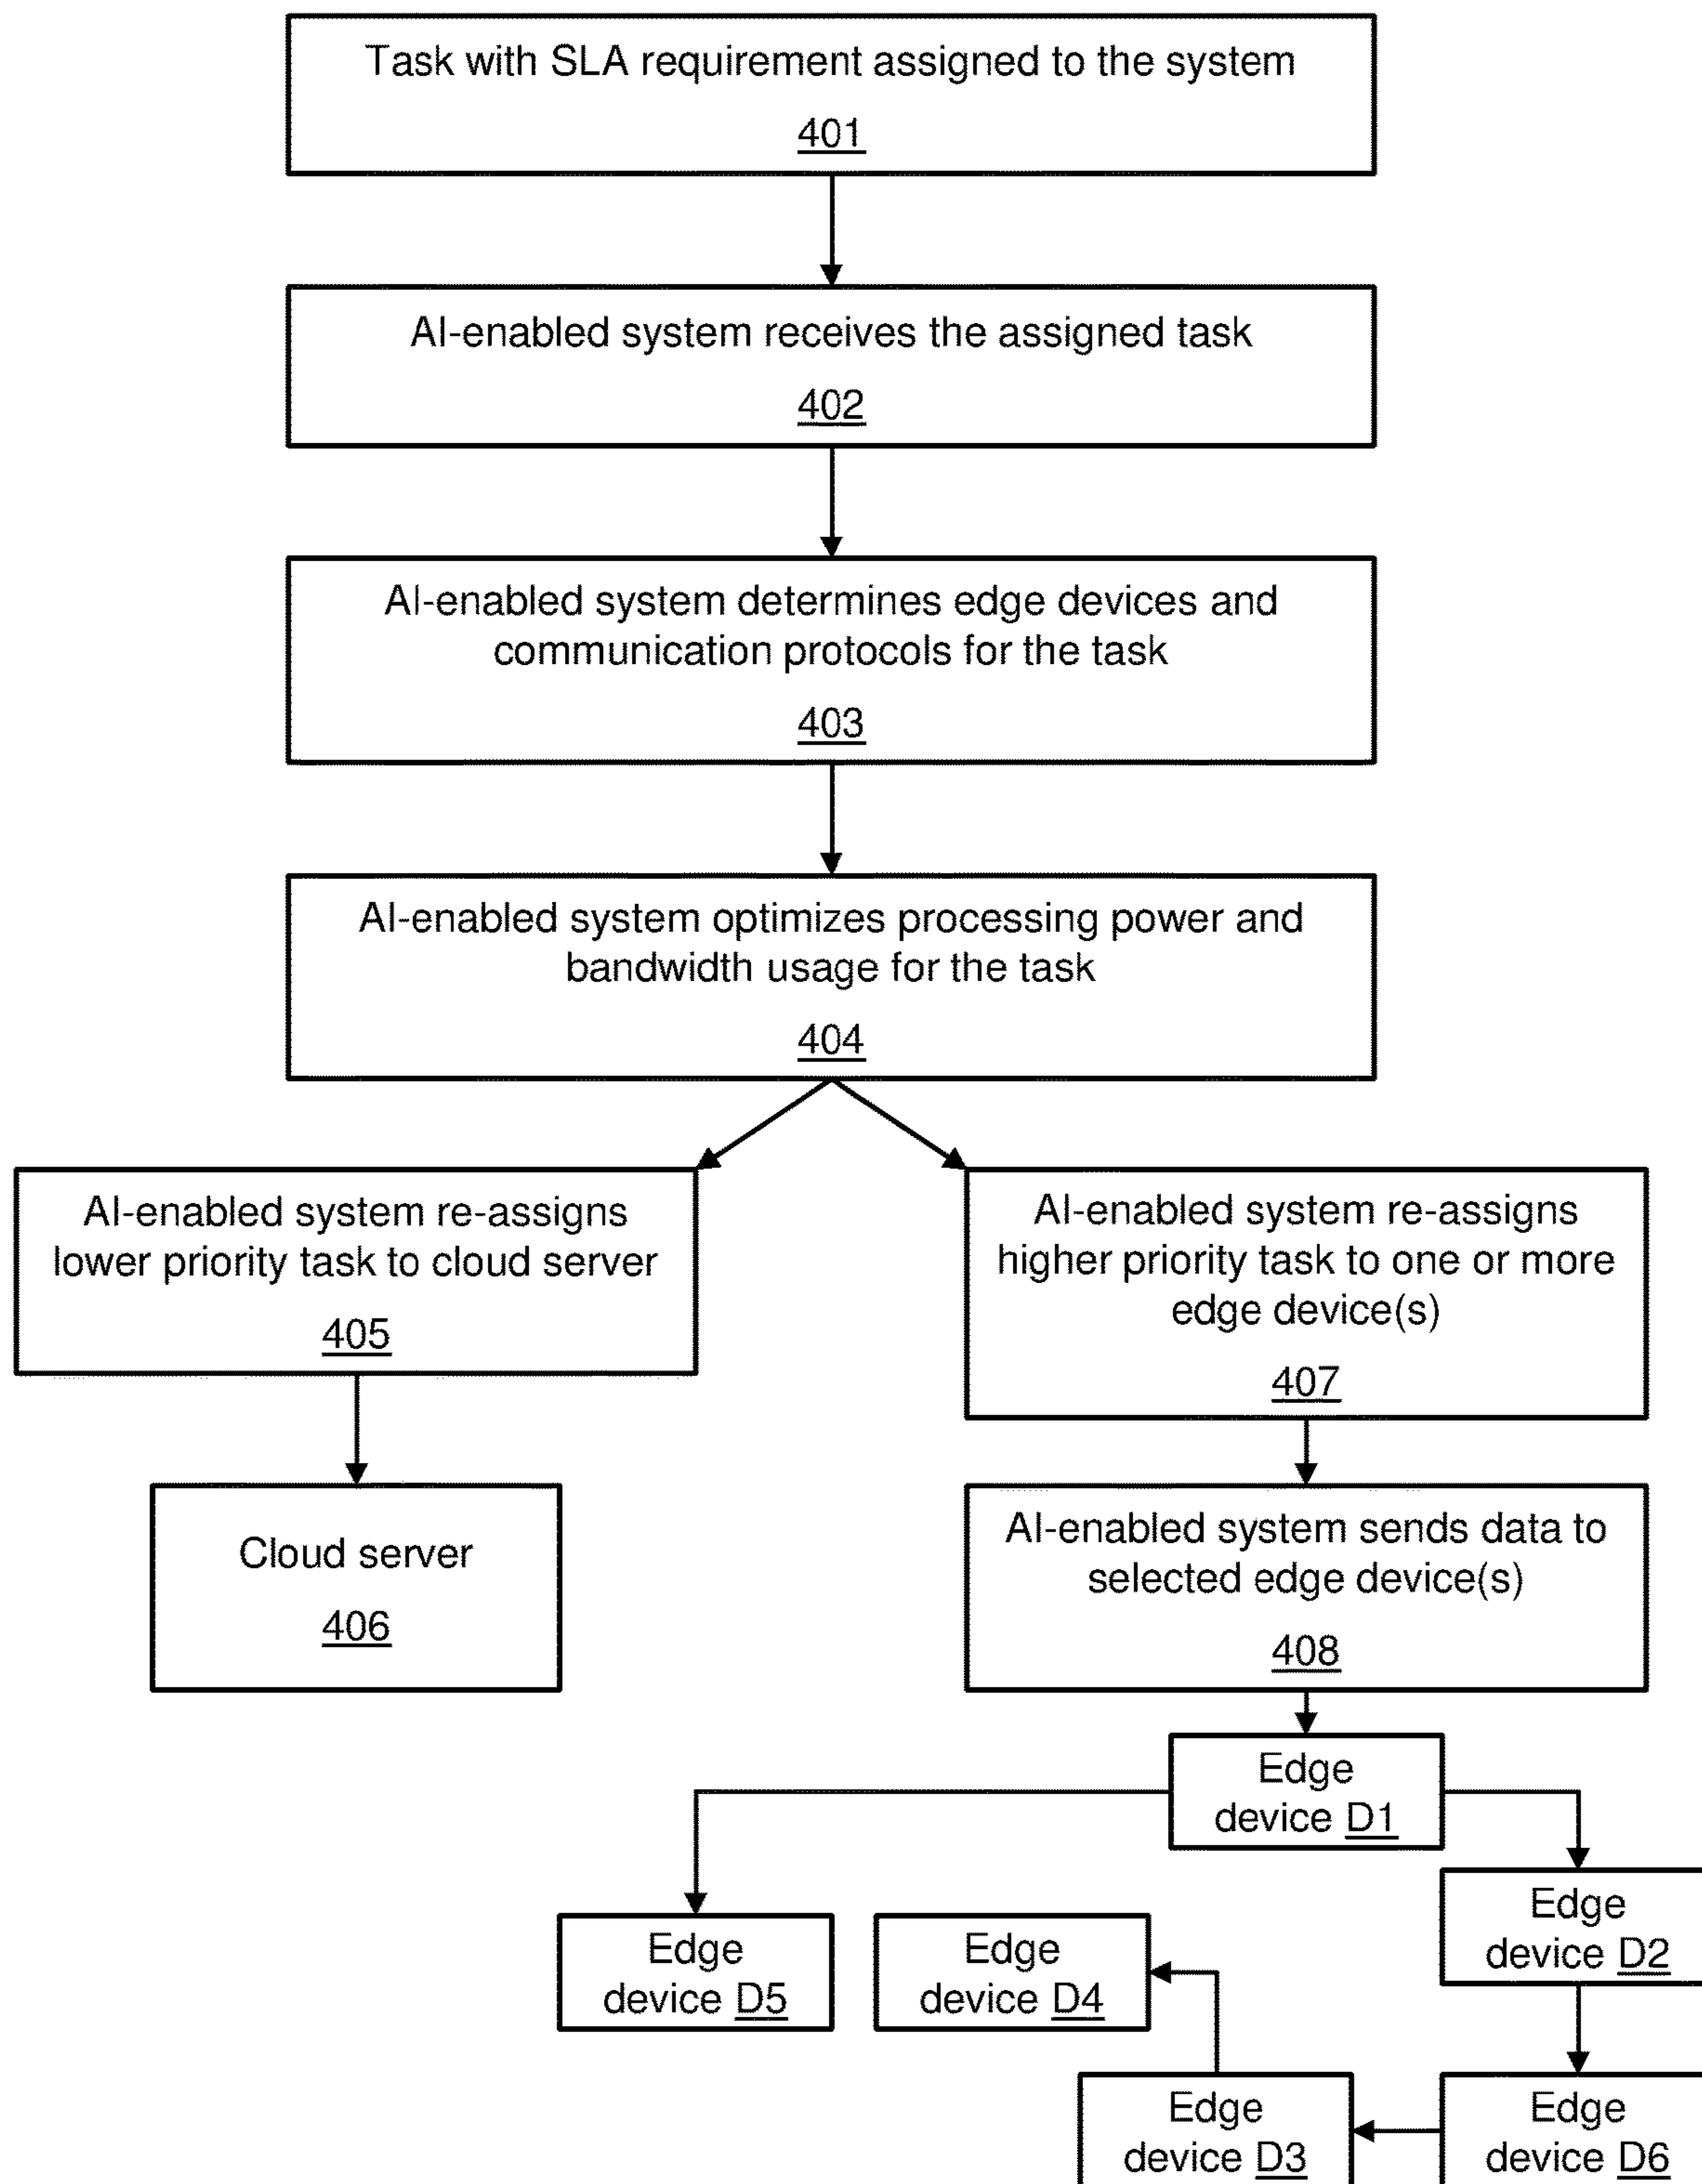 Task with SLA requirement assigned to the system
401
AI-enabled system receives the assigned task
402
AI-enabled system determines edge devices and
communication protocols for the task
403
AI-enabled system optimizes processing power and
bandwidth usage for the task
404
AI-enabled system re-assigns
lower priority task to cloud server
405
AI-enabled system re-assigns
higher priority task to one or more
edge device(s)
407
Cloud server
406
AI-enabled system sends data to
selected edge device(s)
408
Edge
device D1
Edge
device D2
Edge
device D5
Edge
device D4
Edge
device D3
Edge
device D6